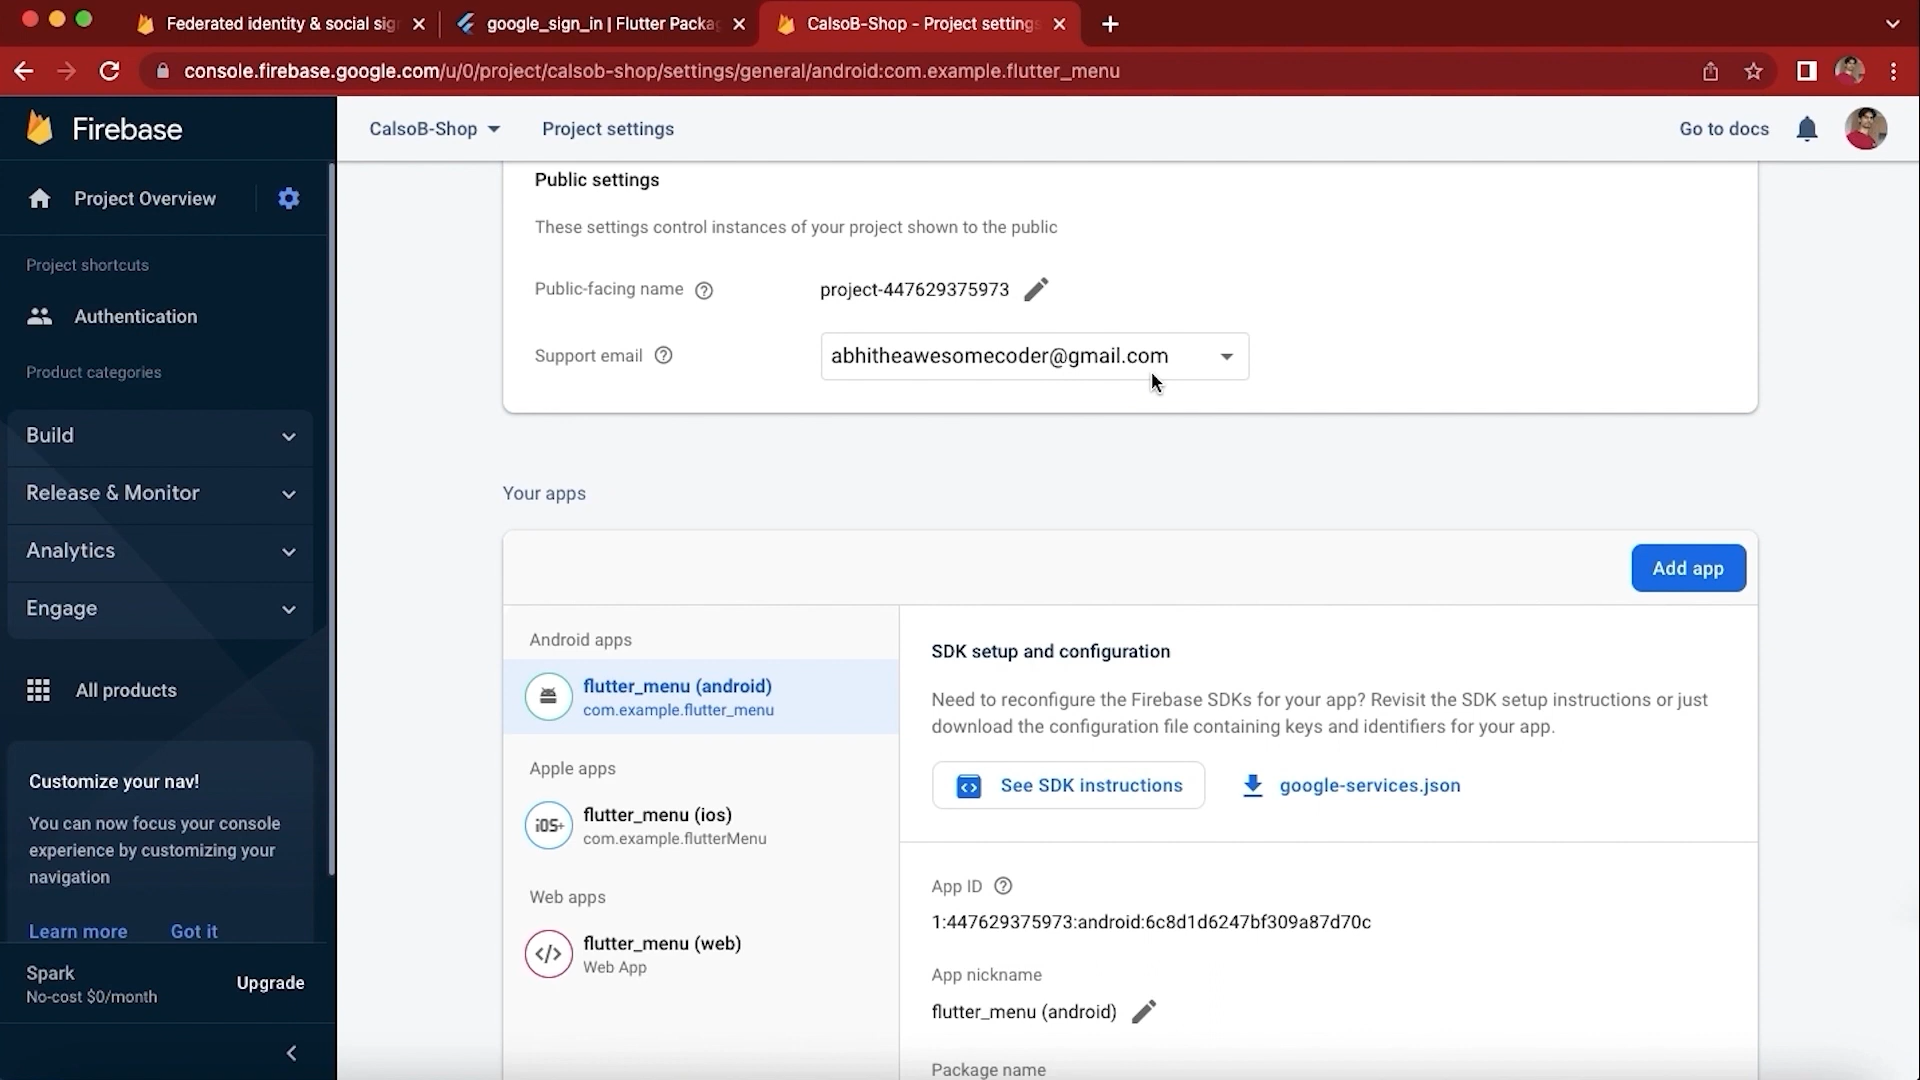 Federated identity & social sig
google_sign_in | Flutter Packa
CalsoB-Shop - Project settings
console.firebase.google.com/u/0/project/calsob-shop/settings/general/android:com.example.flutter_menu
Firebase
CalsoB-Shop
Project settings
Go to docs
Project Overview
Project shortcuts
Authentication
Product categories
Build
Release & Monitor
Analytics
Engage
All products
Customize your nav!
You can now focus your console
experience by customizing your
navigation
Learn more
Got it
Spark
No-cost $0/month
Upgrade
Public settings
These settings control instances of your project shown to the public
Public-facing name
project-447629375973
Support email
abhitheawesomecoder@gmail.com
Your apps
Add app
Android apps
flutter_menu (android)
com.example.flutter_menu
Apple apps
iOS+
flutter_menu (ios)
com.example.flutterMenu
Web apps
flutter_menu (web)
Web App
SDK setup and configuration
Need to reconfigure the Firebase SDKs for your app? Revisit the SDK setup instructions or just
download the configuration file containing keys and identifiers for your app.
See SDK instructions
google-services.json
App ID
1:447629375973:android:6c8d1d6247bf309a87d70c
App nickname
flutter_menu (android)
Package name